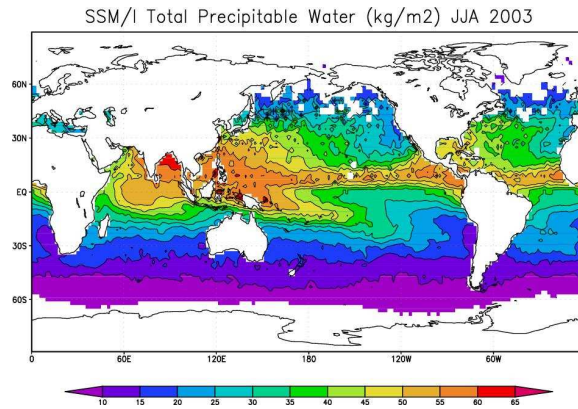 SSM/I Total Precipitable Water (kg/m2) JJA 2003
60N
30N
EQ
30S
60S
0 60E 120E 180 120W 60W
10 15 20 25 30 35 40 45 50 55 60 65